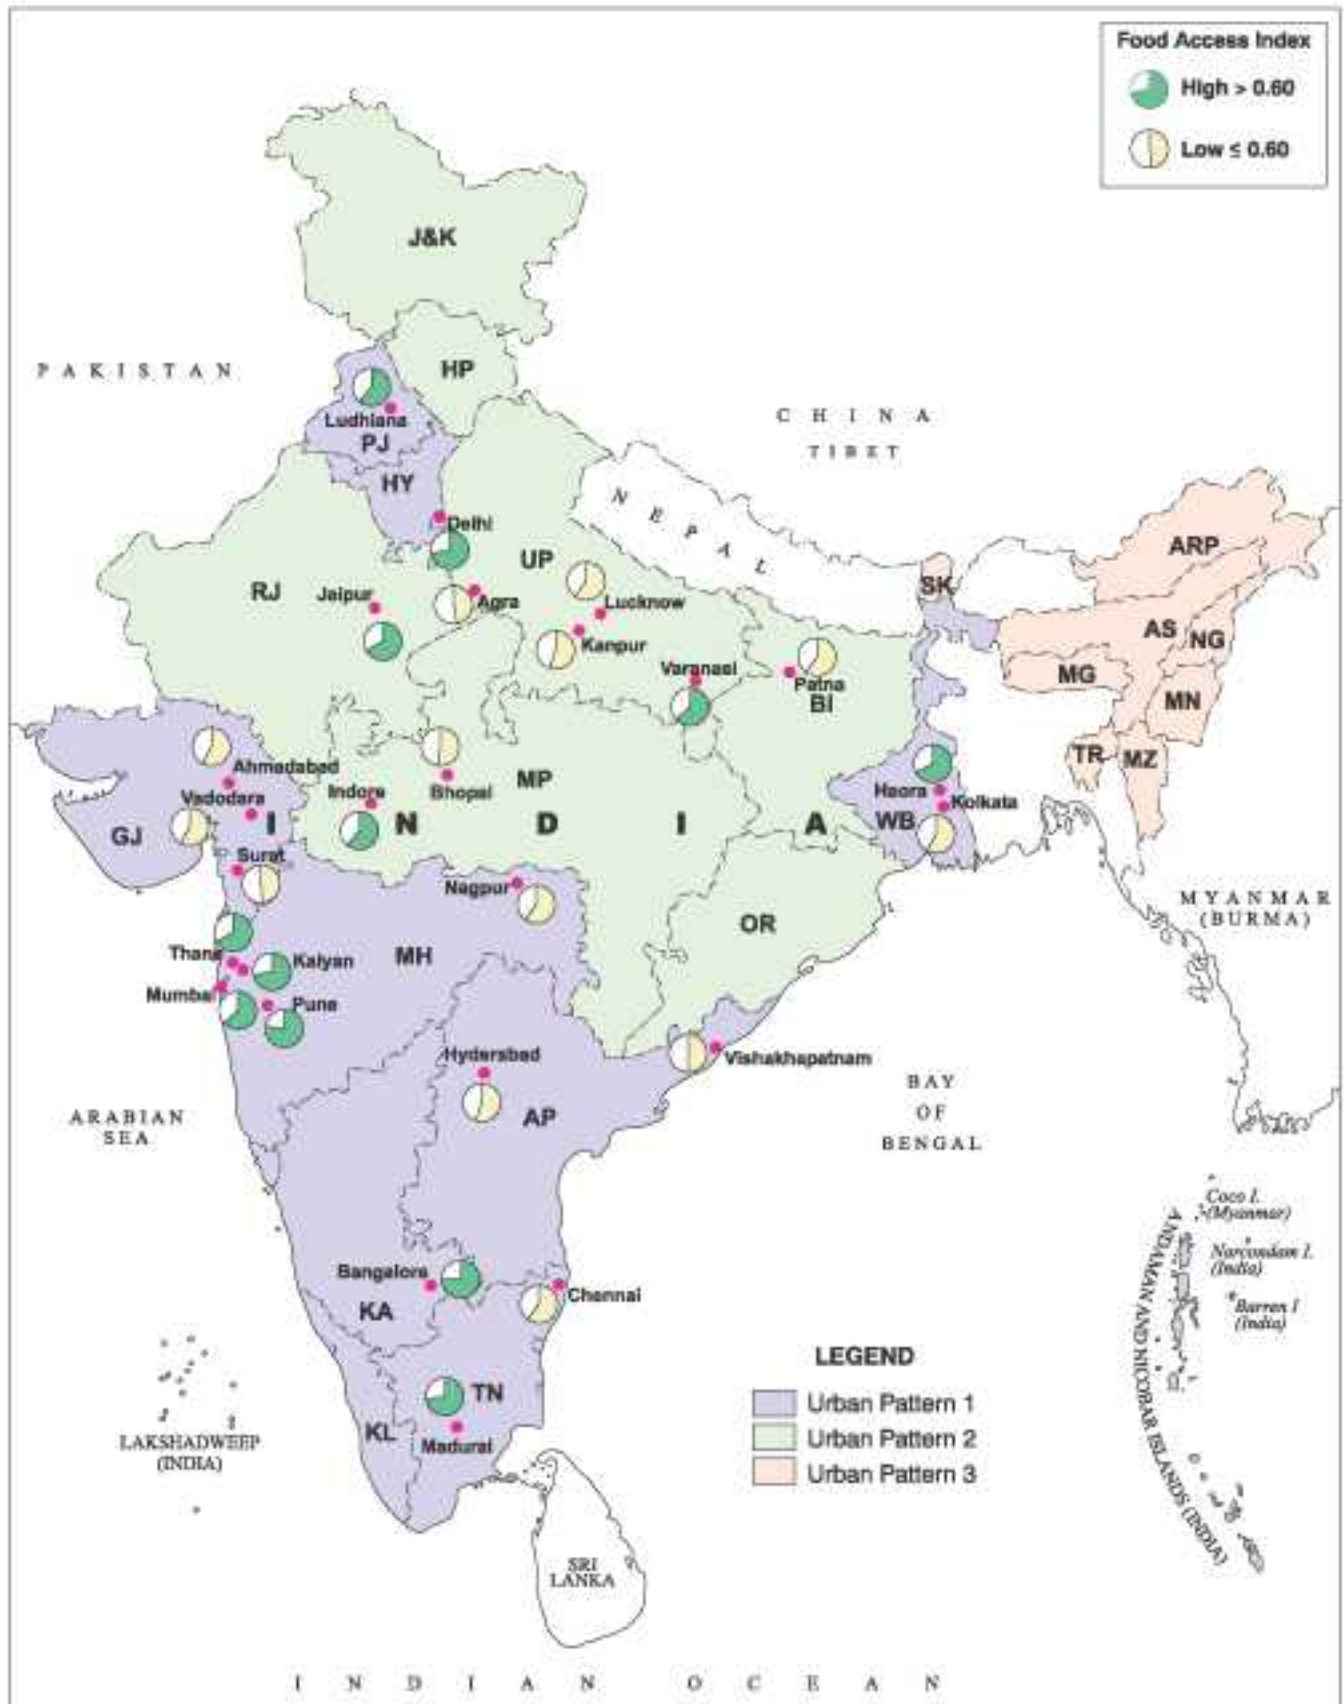 Food Access Index
High > 0.60
Low ≤ 0.60
J&K
PAKISTAN
HP
CHINA
TIBET
Ludhiana
PJ
HY
NEPAL
Delhi
UP
ARP
SK
RJ
Jaipur
Agra
Lucknow
AS
NG
Kanpur
Varanasi
Patna
BI
MG
MN
TR
MZ
Ahmadabad
Vadodara
Indore
Bhopal
MP
Haora
Kolkata
GJ
INDIA
WB
Surat
Nagpur
MYANMAR
(BURMA)
OR
Thane
Kalyan
MH
Mumbai
Pune
Hyderabad
Vishakhapatnam
ARABIAN
SEA
AP
BAY
OF
BENGAL
Coco I.
(Myanmar)
Narcondam I.
(India)
Barren I
(India)
ANDAMAN AND NICOBAR ISLANDS (INDIA)
Bangalore
Chennai
KA
LEGEND
Urban Pattern 1
Urban Pattern 2
Urban Pattern 3
TN
KL
Madurai
LAKSHADWEEP
(INDIA)
SRI
LANKA
INDIAN OCEAN